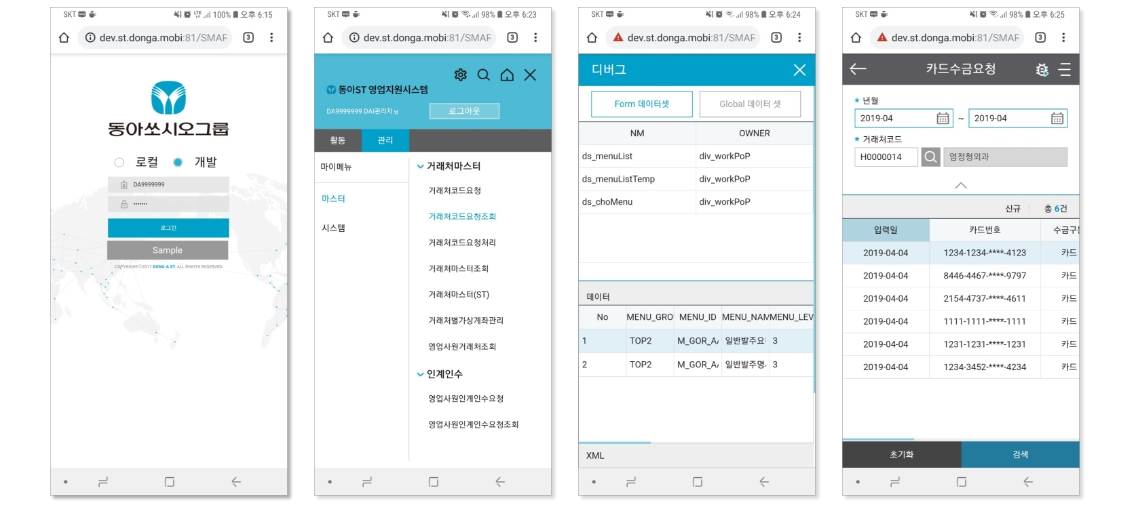 SKT 100% 오후 6:15
dev.st.donga.mobi:81/SMAF 3
동아쏘시오그룹
로컬 개발
DA9999999
로그인
Sample
COPYRIGHT©2017 DONG-A ST. ALL RIGHTS RESERVED.
SKT 98% 오후 6:23
dev.st.donga.mobi:81/SMAF 3
동아ST 영업지원시스템
DA9999999 DAI관리자 님 로그아웃
활동 관리
마이메뉴
마스터
시스템
거래처마스터
거래처코드요청
거래처코드요청조회
거래처코드요청처리
거래처마스터조회
거래처마스터(ST)
거래처별가상계좌관리
영업사원거래처조회
인계인수
영업사원인계인수요청
영업사원인계인수요청조회
SKT 98% 오후 6:24
dev.st.donga.mobi:81/SMAF 3
디버그
Form 데이터셋 Global 데이터 셋
NM OWNER
ds_menuList div_workPoP
ds_menuListTemp div_workPoP
ds_choMenu div_workPoP
데이터
No MENU_GRO MENU_ID MENU_NAM MENU_LEV
1 TOP2 M_GOR_A 일반발주요 3
2 TOP2 M_GOR_A 일반발주명 3
XML
SKT 98% 오후 6:25
dev.st.donga.mobi:81/SMAF 3
카드수금요청
* 년월
2019-04 ~ 2019-04
* 거래처코드
H0000014 엄정형외과
신규 총 6건
입력일 카드번호 수금구
2019-04-04 1234-1234-****-4123 카드
2019-04-04 8446-4467-****-9797 카드
2019-04-04 2154-4737-****-4611 카드
2019-04-04 1111-1111-****-1111 카드
2019-04-04 1231-1231-****-1231 카드
2019-04-04 1234-3452-****-4234 카드
초기화 검색